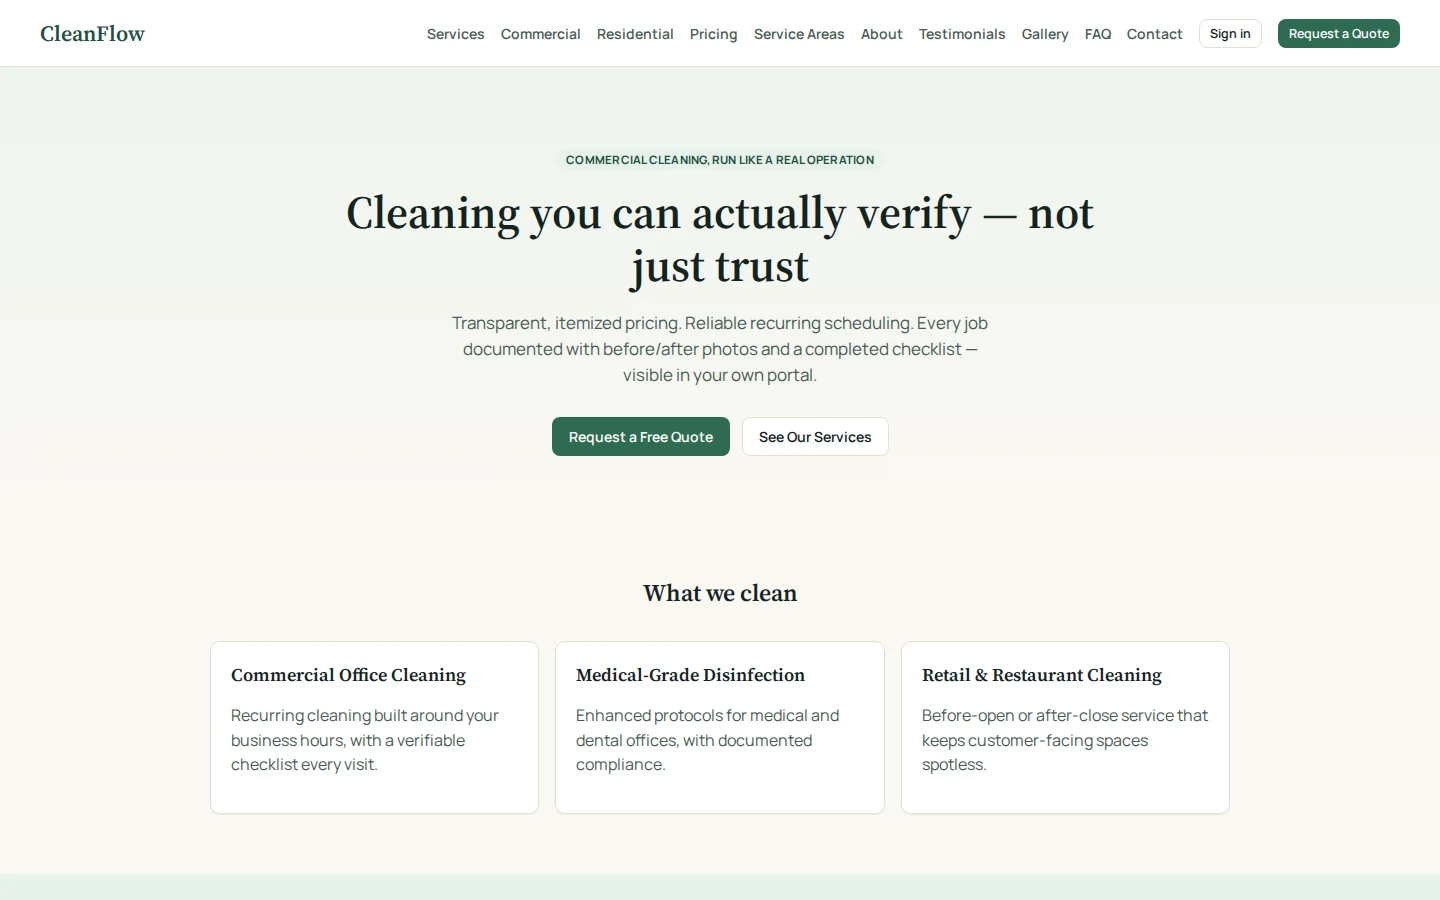 CleanFlow
Services Commercial Residential Pricing Service Areas About Testimonials Gallery FAQ Contact Sign in Request a Quote
COMMERCIAL CLEANING, RUN LIKE A REAL OPERATION
Cleaning you can actually verify — not
just trust
Transparent, itemized pricing. Reliable recurring scheduling. Every job
documented with before/after photos and a completed checklist —
visible in your own portal.
Request a Free Quote See Our Services
What we clean
Commercial Office Cleaning
Recurring cleaning built around your
business hours, with a verifiable
checklist every visit.
Medical-Grade Disinfection
Enhanced protocols for medical and
dental offices, with documented
compliance.
Retail & Restaurant Cleaning
Before-open or after-close service that
keeps customer-facing spaces
spotless.